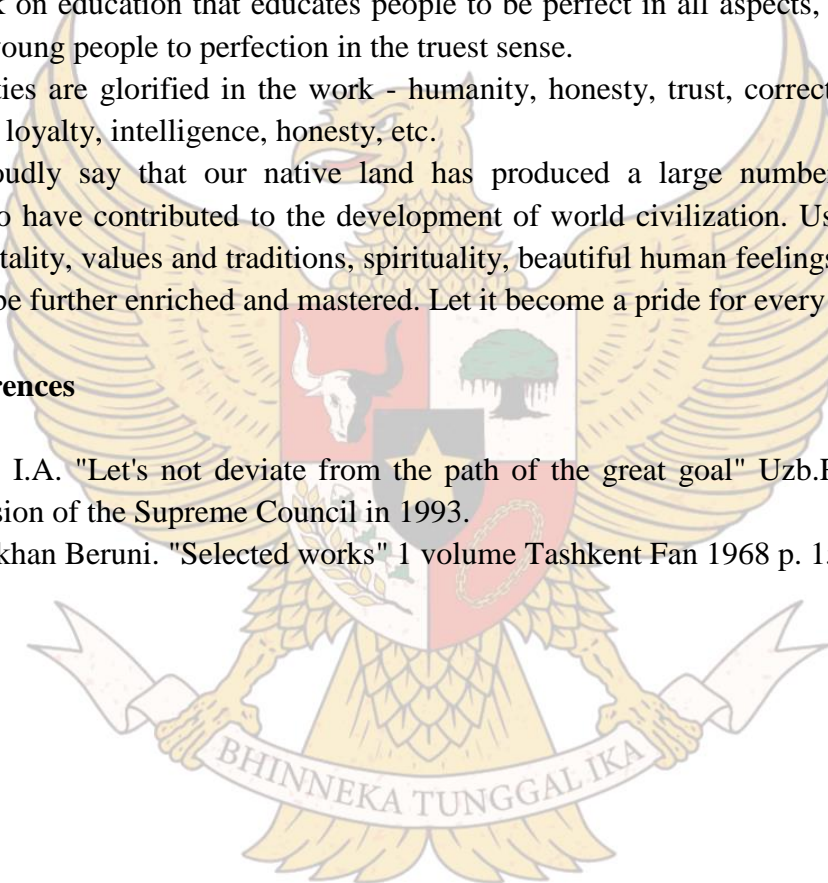 on education that educates people to be perfect in all aspects,
young people to perfection in the truest sense.
ties are glorified in the work - humanity, honesty, trust, correct
loyalty, intelligence, honesty, etc.
oudly say that our native land has produced a large number
o have contributed to the development of world civilization. Us
tality, values and traditions, spirituality, beautiful human feelings
be further enriched and mastered. Let it become a pride for every
rences
I.A. "Let's not deviate from the path of the great goal" Uzb.
sion of the Supreme Council in 1993.
khan Beruni. "Selected works" 1 volume Tashkent Fan 1968 p. 1
BHINNEKA TUNGGAL IKA